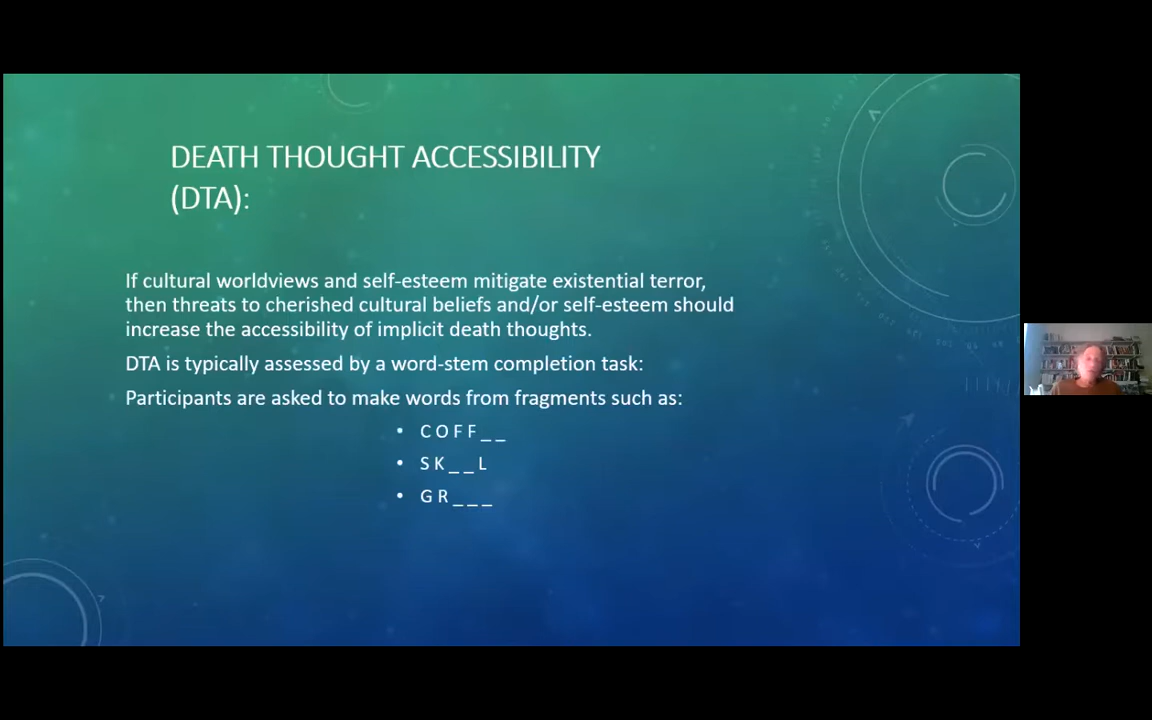 DEATH THOUGHT ACCESSIBILITY
(DTA):
If cultural worldviews and self-esteem mitigate existential terror,
then threats to cherished cultural beliefs and/or self-esteem should
increase the accessibility of implicit death thoughts.
DTA is typically assessed by a word-stem completion task:
Participants are asked to make words from fragments such as:
• C O F F _ _
• S K _ _ L
• G R _ _ _